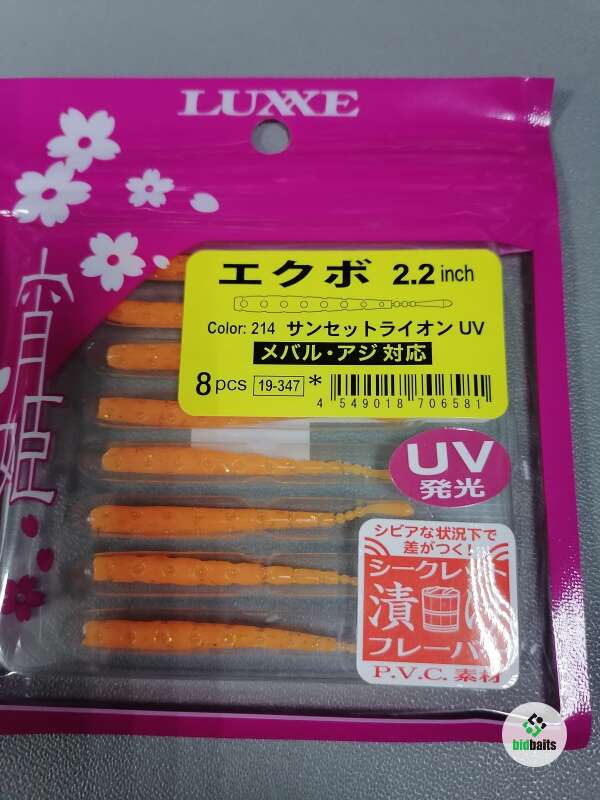 LUXXE
宵姫
エクボ 2.2 inch
Color: 214 サンセットライオン UV
メバル・アジ対応
8 pcs 19-347 *
4 549018 706581
UV
発光
シビアな状況下で
差がつく!
シークレット
漬
フレーバー
P.V.C. 素材
bidbaits